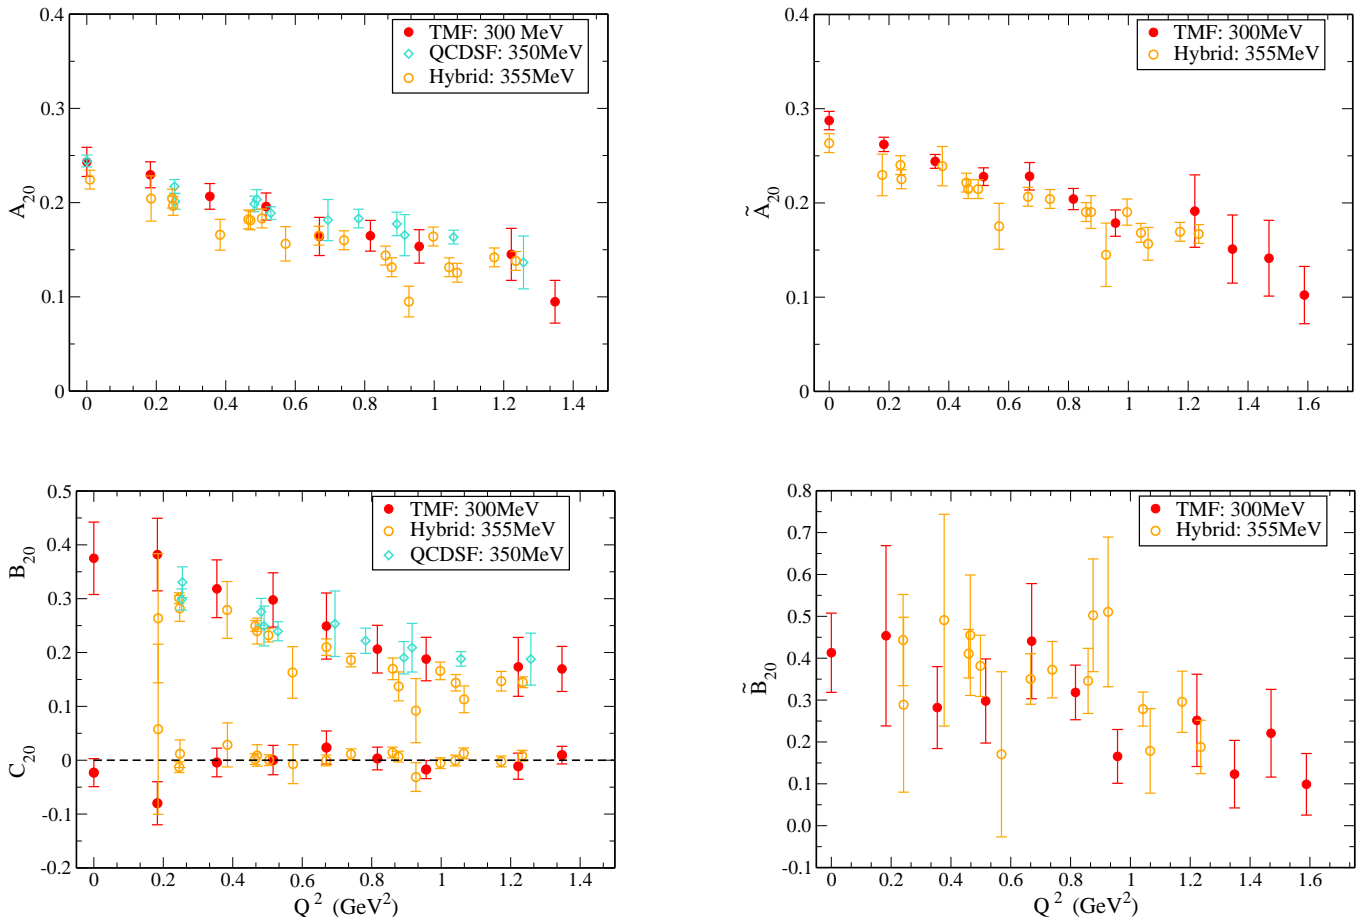 0.4
0.3
0.2
0.1
0
A20
0 0.2 0.4 0.6 0.8 1 1.2 1.4
TMF: 300 MeV
QCDSF: 350MeV
Hybrid: 355MeV
0.4
0.3
0.2
0.1
0
Ã20
0 0.2 0.4 0.6 0.8 1 1.2 1.4 1.6
TMF: 300MeV
Hybrid: 355MeV
0.5
0.4
0.3
0.2
0.1
0
-0.1
-0.2
B20
C20
0 0.2 0.4 0.6 0.8 1 1.2 1.4
Q² (GeV²)
TMF: 300MeV
Hybrid: 355MeV
QCDSF: 350MeV
0.8
0.7
0.6
0.5
0.4
0.3
0.2
0.1
0.0
-0.1
B̃20
0 0.2 0.4 0.6 0.8 1 1.2 1.4 1.6
Q² (GeV²)
TMF: 300MeV
Hybrid: 355MeV